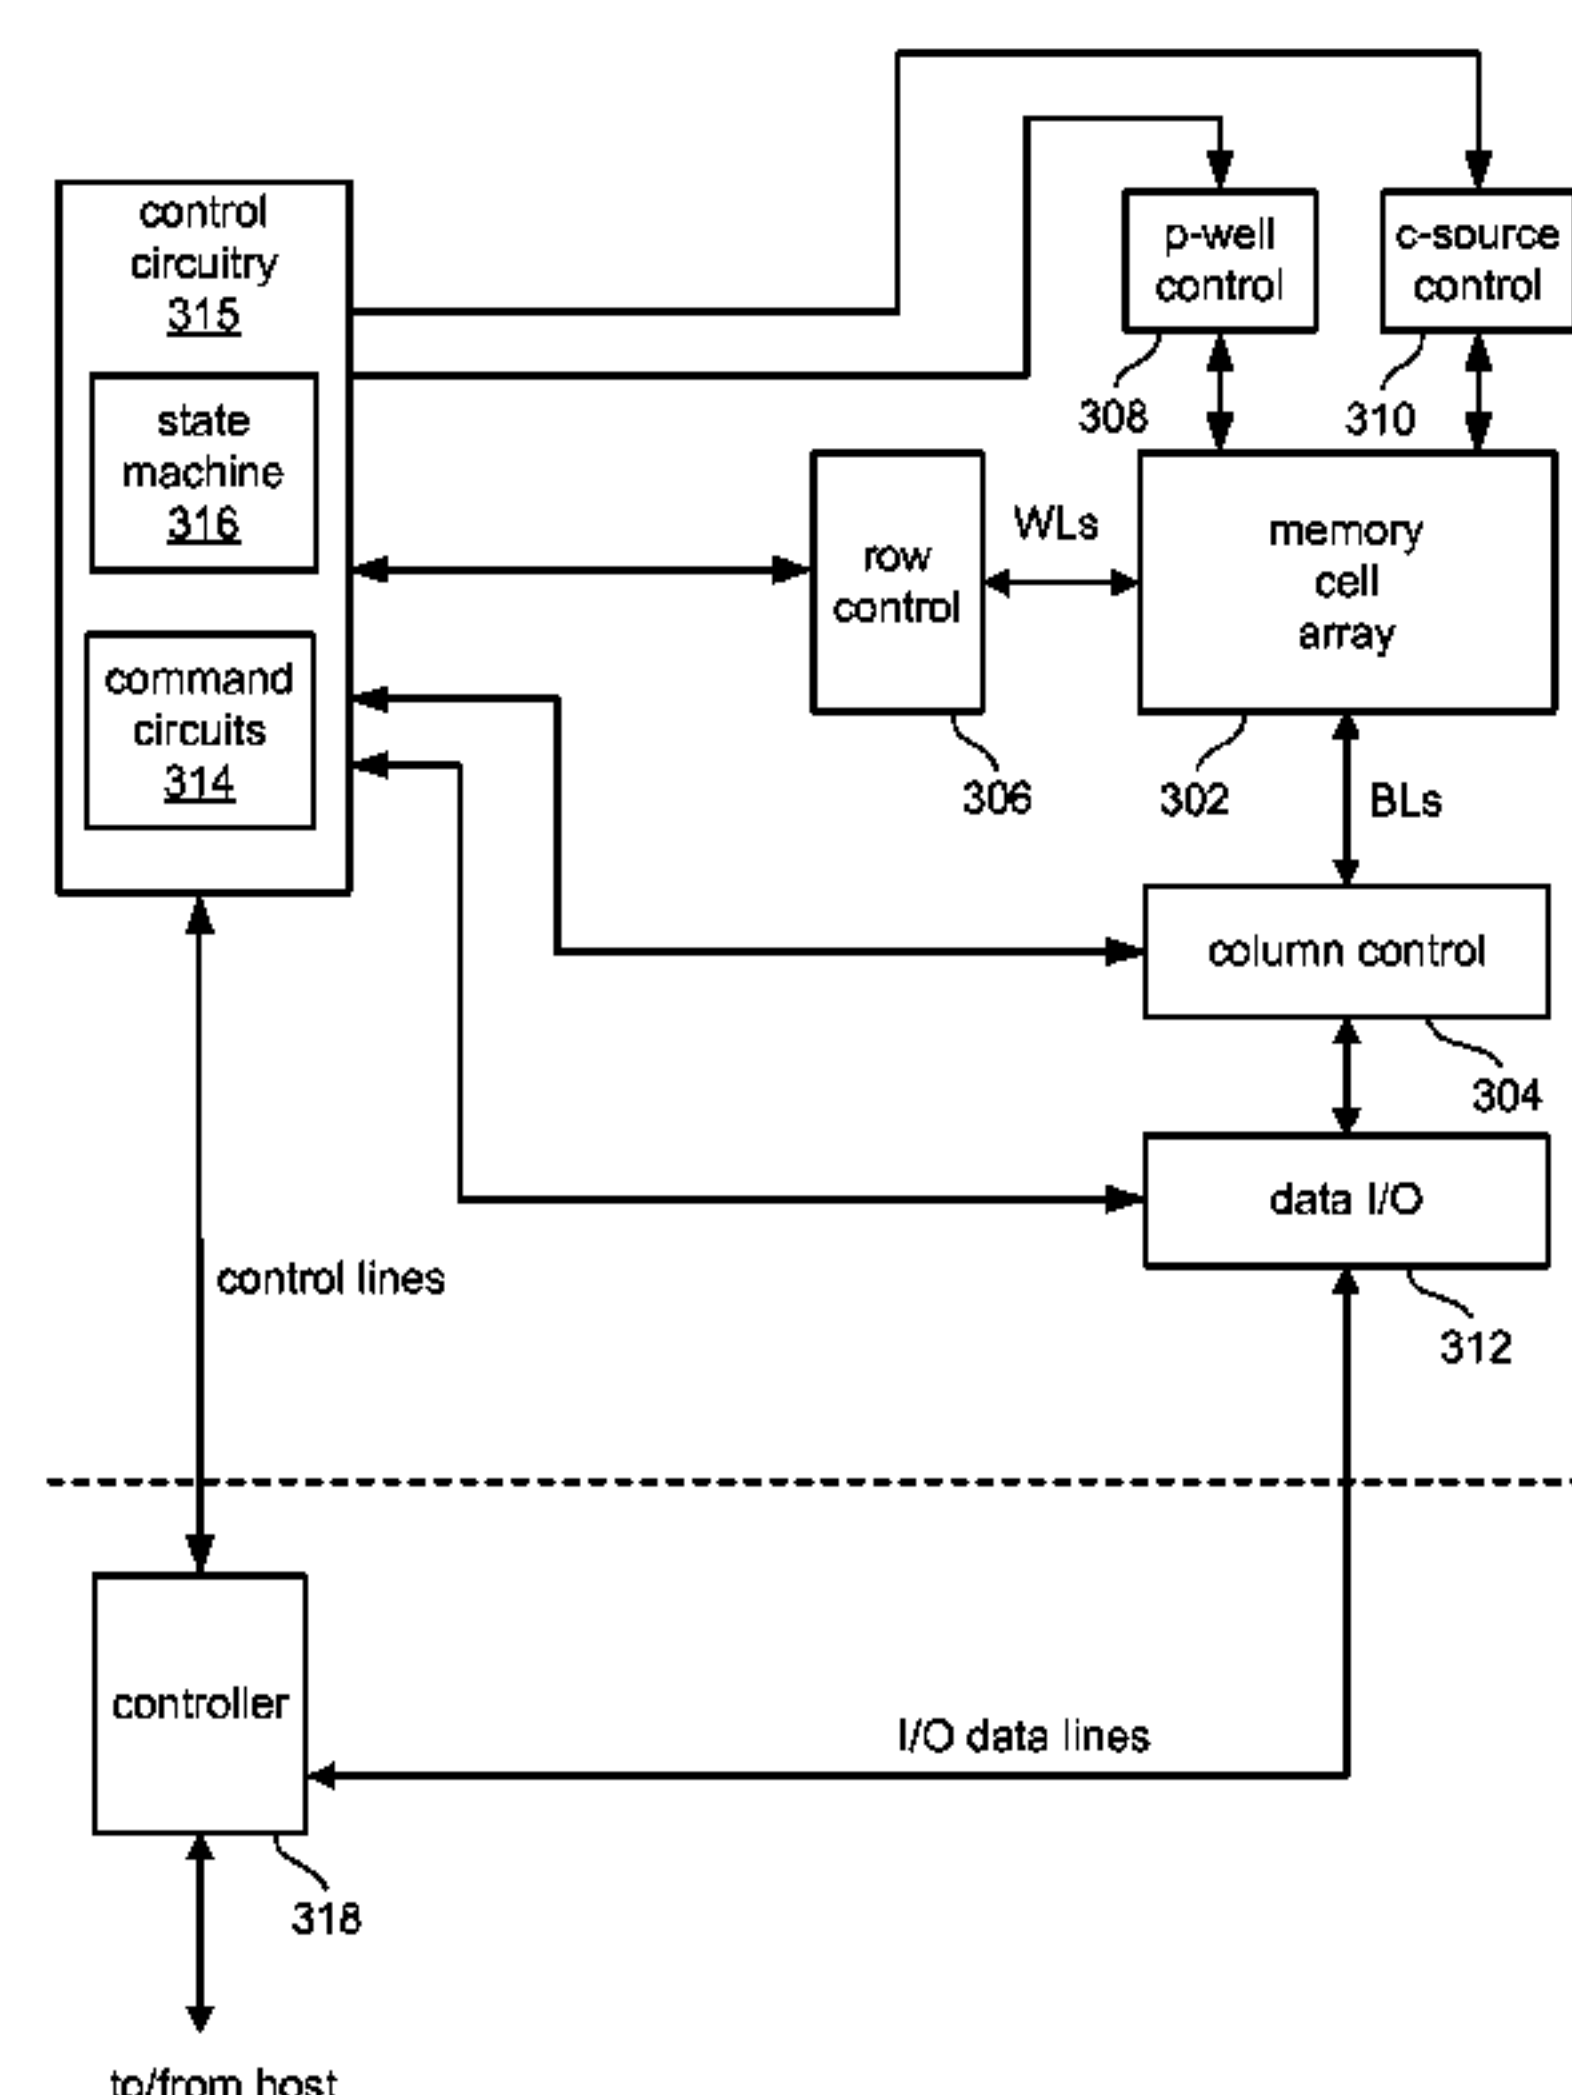 control
circuitry
315
state
machine
316
command
circuits
314
p-well
control
308
c-source
control
310
row
control
306
WLs
memory
cell
array
302
BLs
column control
304
data I/O
312
control lines
controller
318
I/O data lines
to/from host